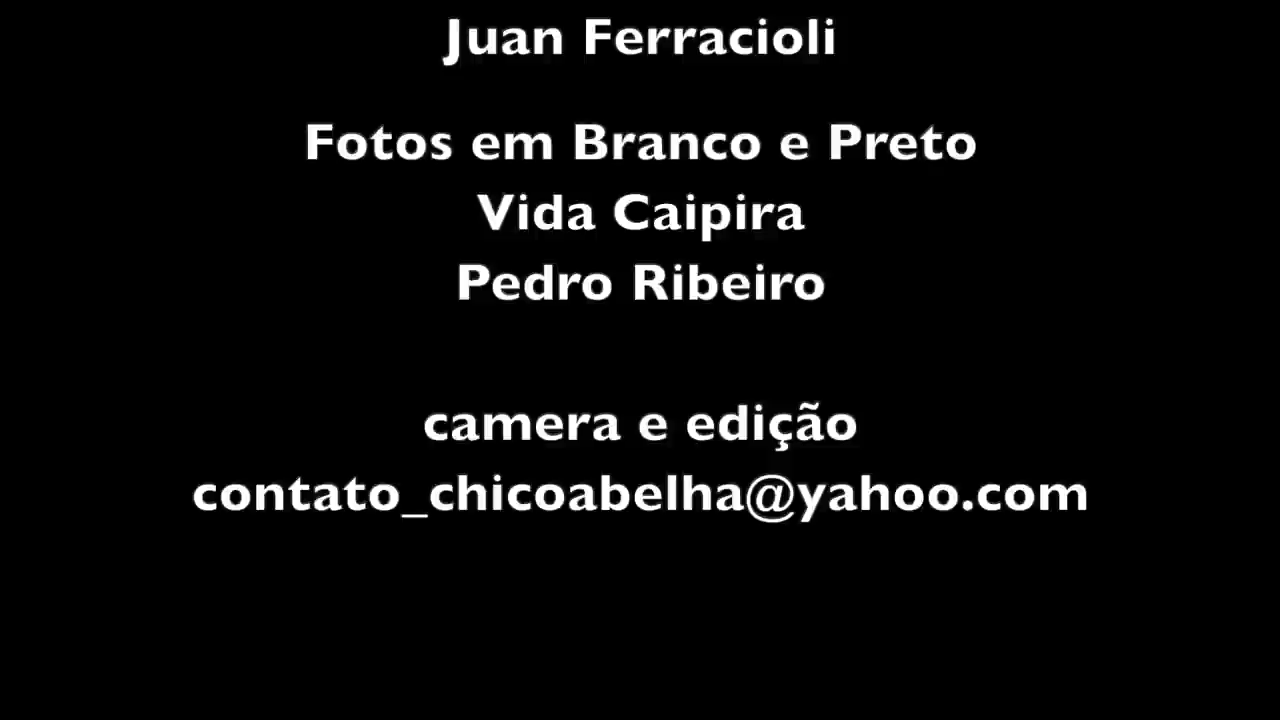 Juan Ferracioli
Fotos em Branco e Preto
Vida Caipira
Pedro Ribeiro
camera e edição
contato_chicoabelha@yahoo.com